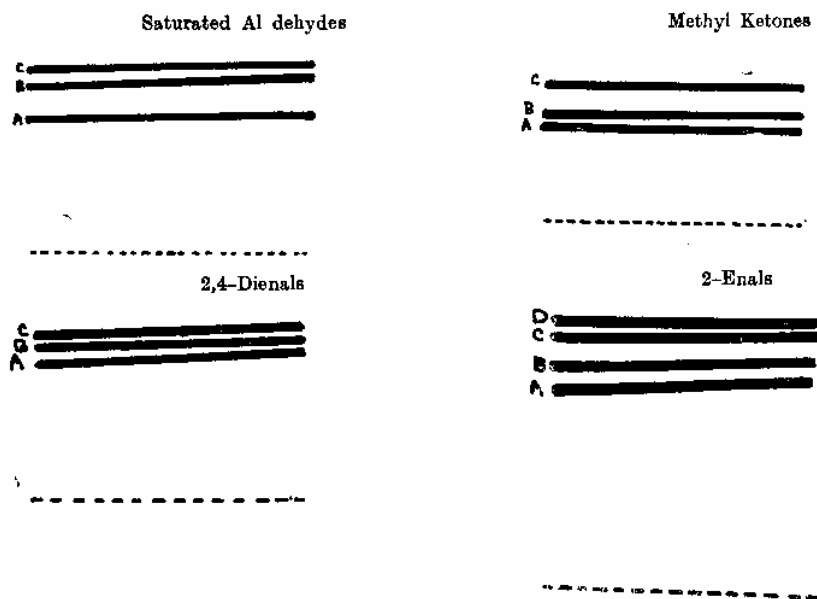 Saturated Al dehydes
C
B
A
Methyl Ketones
C
B
A
2,4-Dienals
C
B
A
2-Enals
D
C
B
A